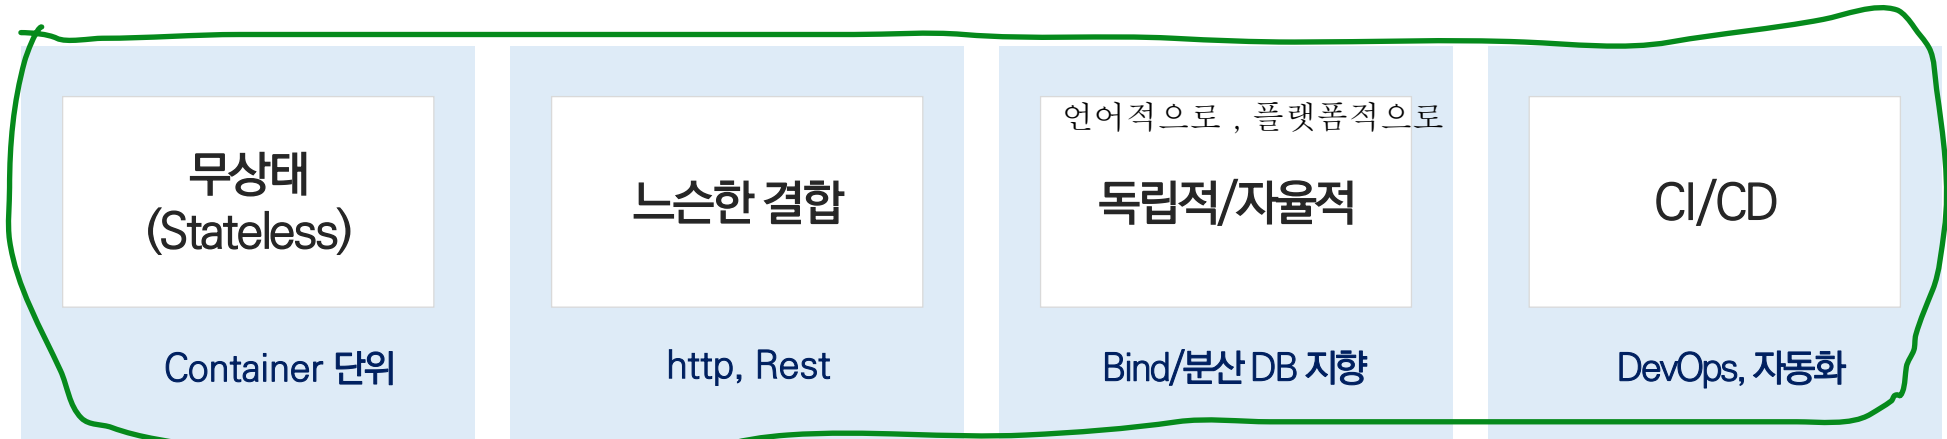 무상태
(Stateless)
Container 단위
느슨한 결합
http, Rest
언어적으로 , 플랫폼적으로
독립적/자율적
Bind/분산 DB 지향
CI/CD
DevOps, 자동화